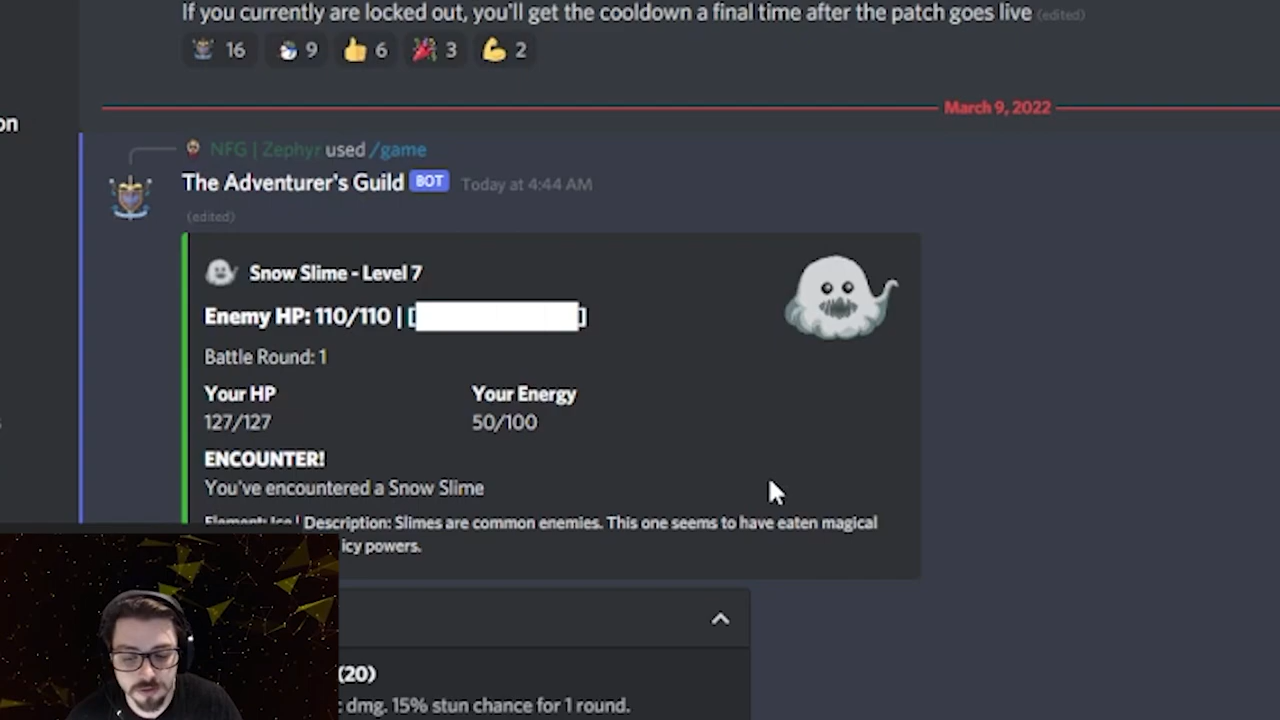 If you currently are locked out, you'll get the cooldown a final time after the patch goes live (edited)
16 9 6 3 2
March 9, 2022
on
NFG | Zephyr used /game
The Adventurer's Guild BOT Today at 4:44 AM
(edited)
Snow Slime - Level 7
Enemy HP: 110/110 | [ ]
Battle Round: 1
Your HP Your Energy
127/127 50/100
ENCOUNTER!
You've encountered a Snow Slime
Element: Ice | Description: Slimes are common enemies. This one seems to have eaten magical
icy powers.
(20)
dmg. 15% stun chance for 1 round.